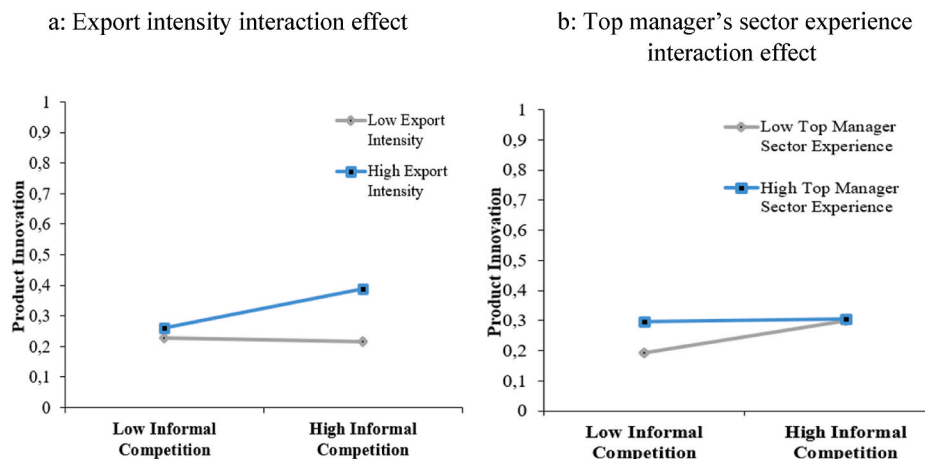 a: Export intensity interaction effect
1
0,9
0,8
0,7
0,6
0,5
0,4
0,3
0,2
0,1
0
Product Innovation
Low Export
Intensity
High Export
Intensity
Low Informal
Competition
High Informal
Competition
b: Top manager’s sector experience
interaction effect
1
0,9
0,8
0,7
0,6
0,5
0,4
0,3
0,2
0,1
0
Product Innovation
Low Top Manager
Sector Experience
High Top Manager
Sector Experience
Low Informal
Competition
High Informal
Competition